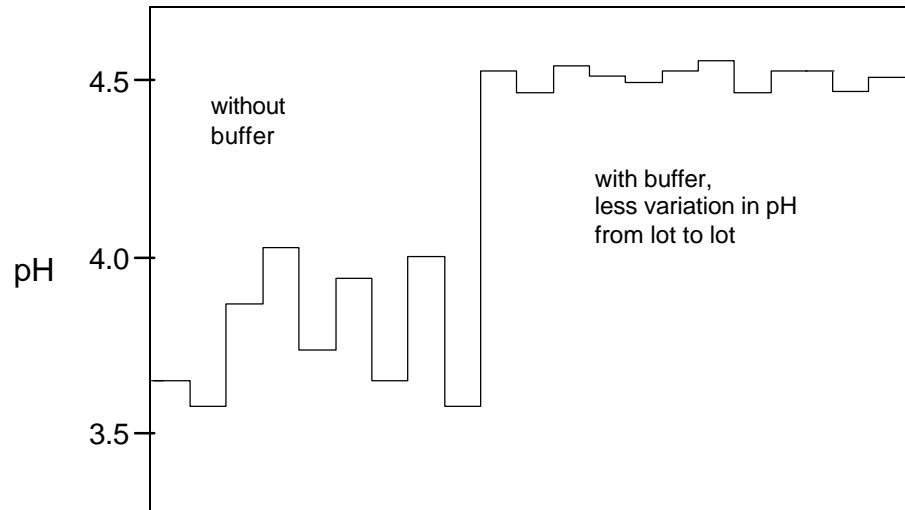 4.5
without
buffer
with buffer,
less variation in pH
from lot to lot
4.0
pH
3.5